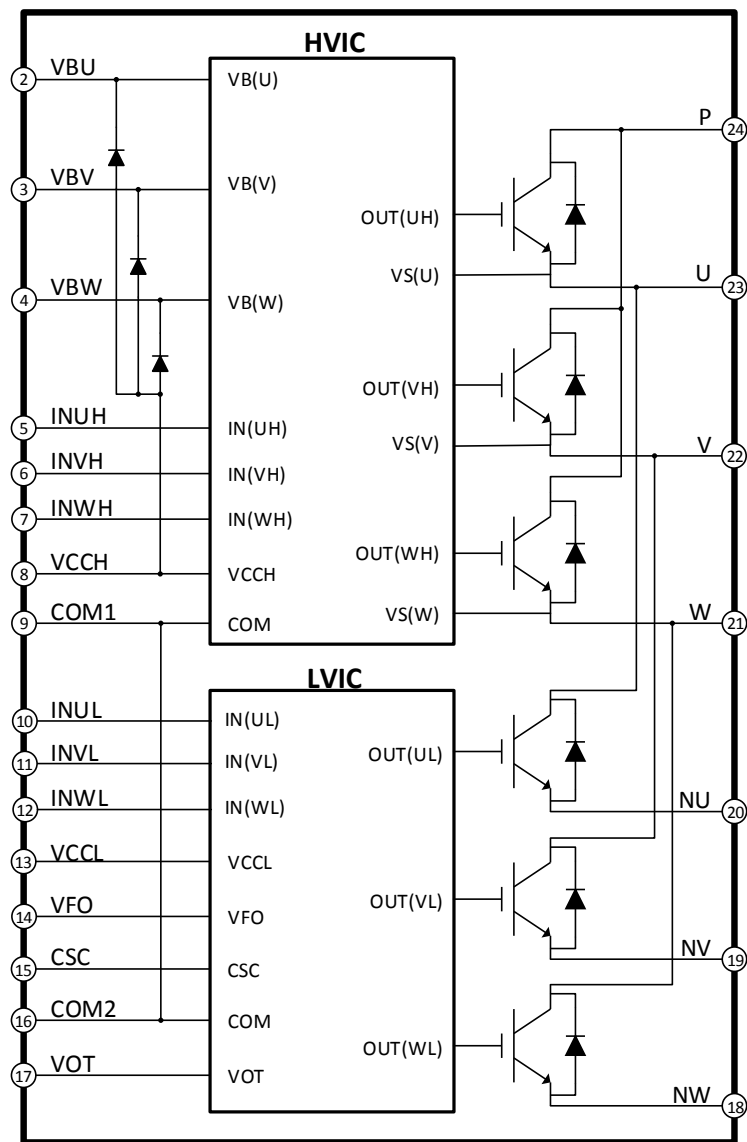 HVIC
2 VBU VB(U)
P 24
3 VBV VB(V)
OUT(UH)
VS(U)
U 23
4 VBW VB(W)
OUT(VH)
5 INUH IN(UH)
VS(V)
V 22
6 INVH IN(VH)
7 INWH IN(WH)
OUT(WH)
8 VCCH VCCH
9 COM1 COM
VS(W)
W 21
LVIC
10 INUL IN(UL)
11 INVL IN(VL)
OUT(UL)
12 INWL IN(WL)
NU 20
13 VCCL VCCL
OUT(VL)
14 VFO VFO
NV 19
15 CSC CSC
16 COM2 COM
OUT(WL)
17 VOT VOT
NW 18